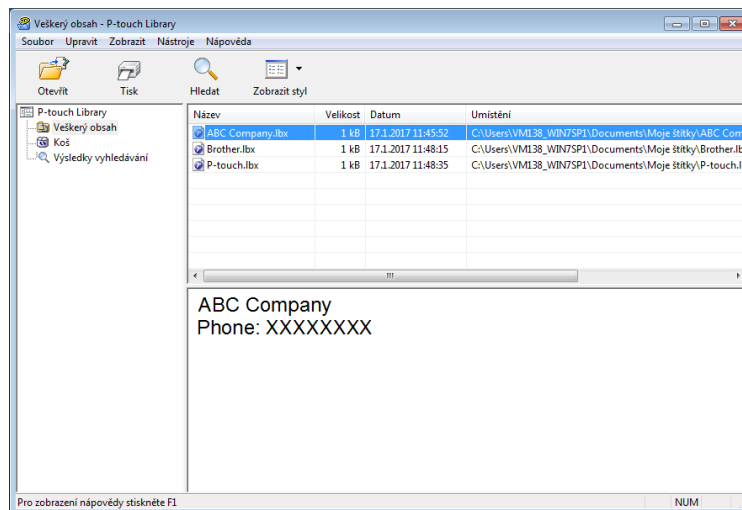 Veškerý obsah - P-touch Library
Soubor Upravit Zobrazit Nástroje Nápověda
Otevřít Tisk Hledat Zobrazit styl
P-touch Library
Veškerý obsah
Koš
Výsledky vyhledávání
Název Velikost Datum Umístění
ABC Company.lbx 1 kB 17.1.2017 11:45:52 C:\Users\VM138_WIN7SP1\Documents\Moje štítky\ABC Com
Brother.lbx 1 kB 17.1.2017 11:48:15 C:\Users\VM138_WIN7SP1\Documents\Moje štítky\Brother.lb
P-touch.lbx 1 kB 17.1.2017 11:48:35 C:\Users\VM138_WIN7SP1\Documents\Moje štítky\P-touch.l
ABC Company
Phone: XXXXXXXX
Pro zobrazení nápovědy stiskněte F1 NUM